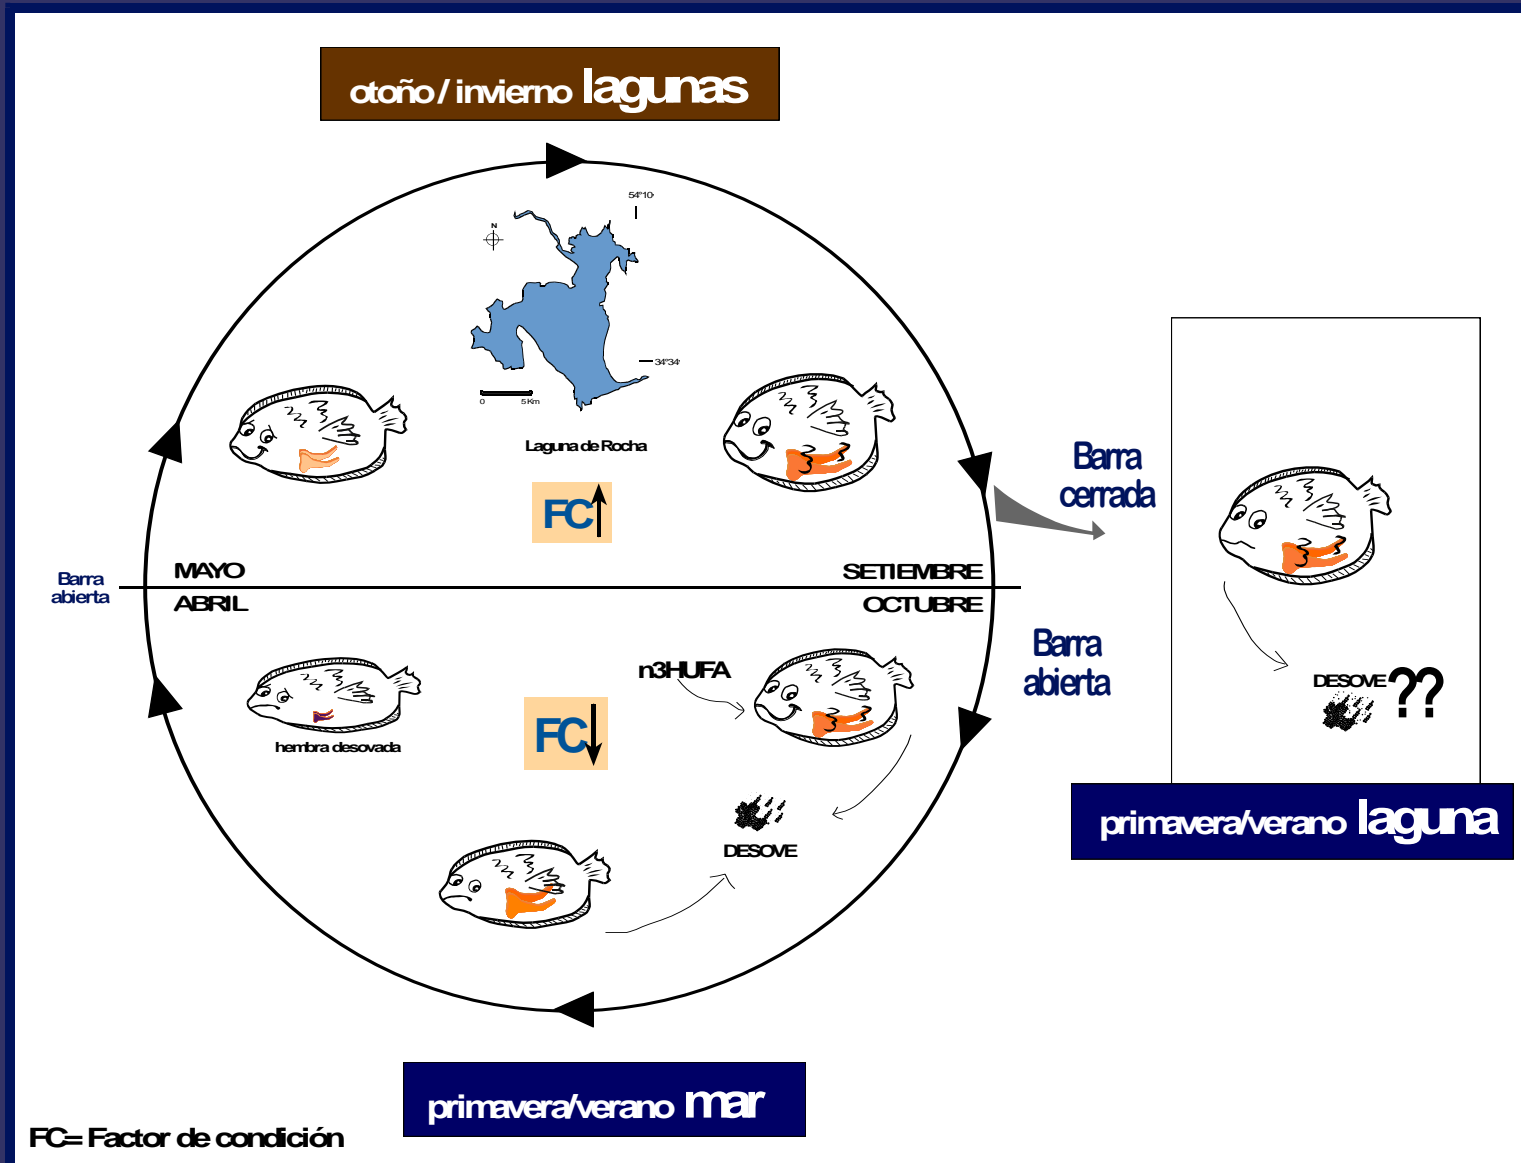 otoño / invierno lagunas
54°10'
N
34°34'
0 5 Km
Laguna de Rocha
FC
Barra
cerrada
MAYO
SETIEMBRE
Barra
abierta
ABRIL
OCTUBRE
Barra
abierta
n3HUFA
FC
hembra desovada
DESOVE
DESOVE ??
primavera/verano laguna
primavera/verano mar
FC= Factor de condición